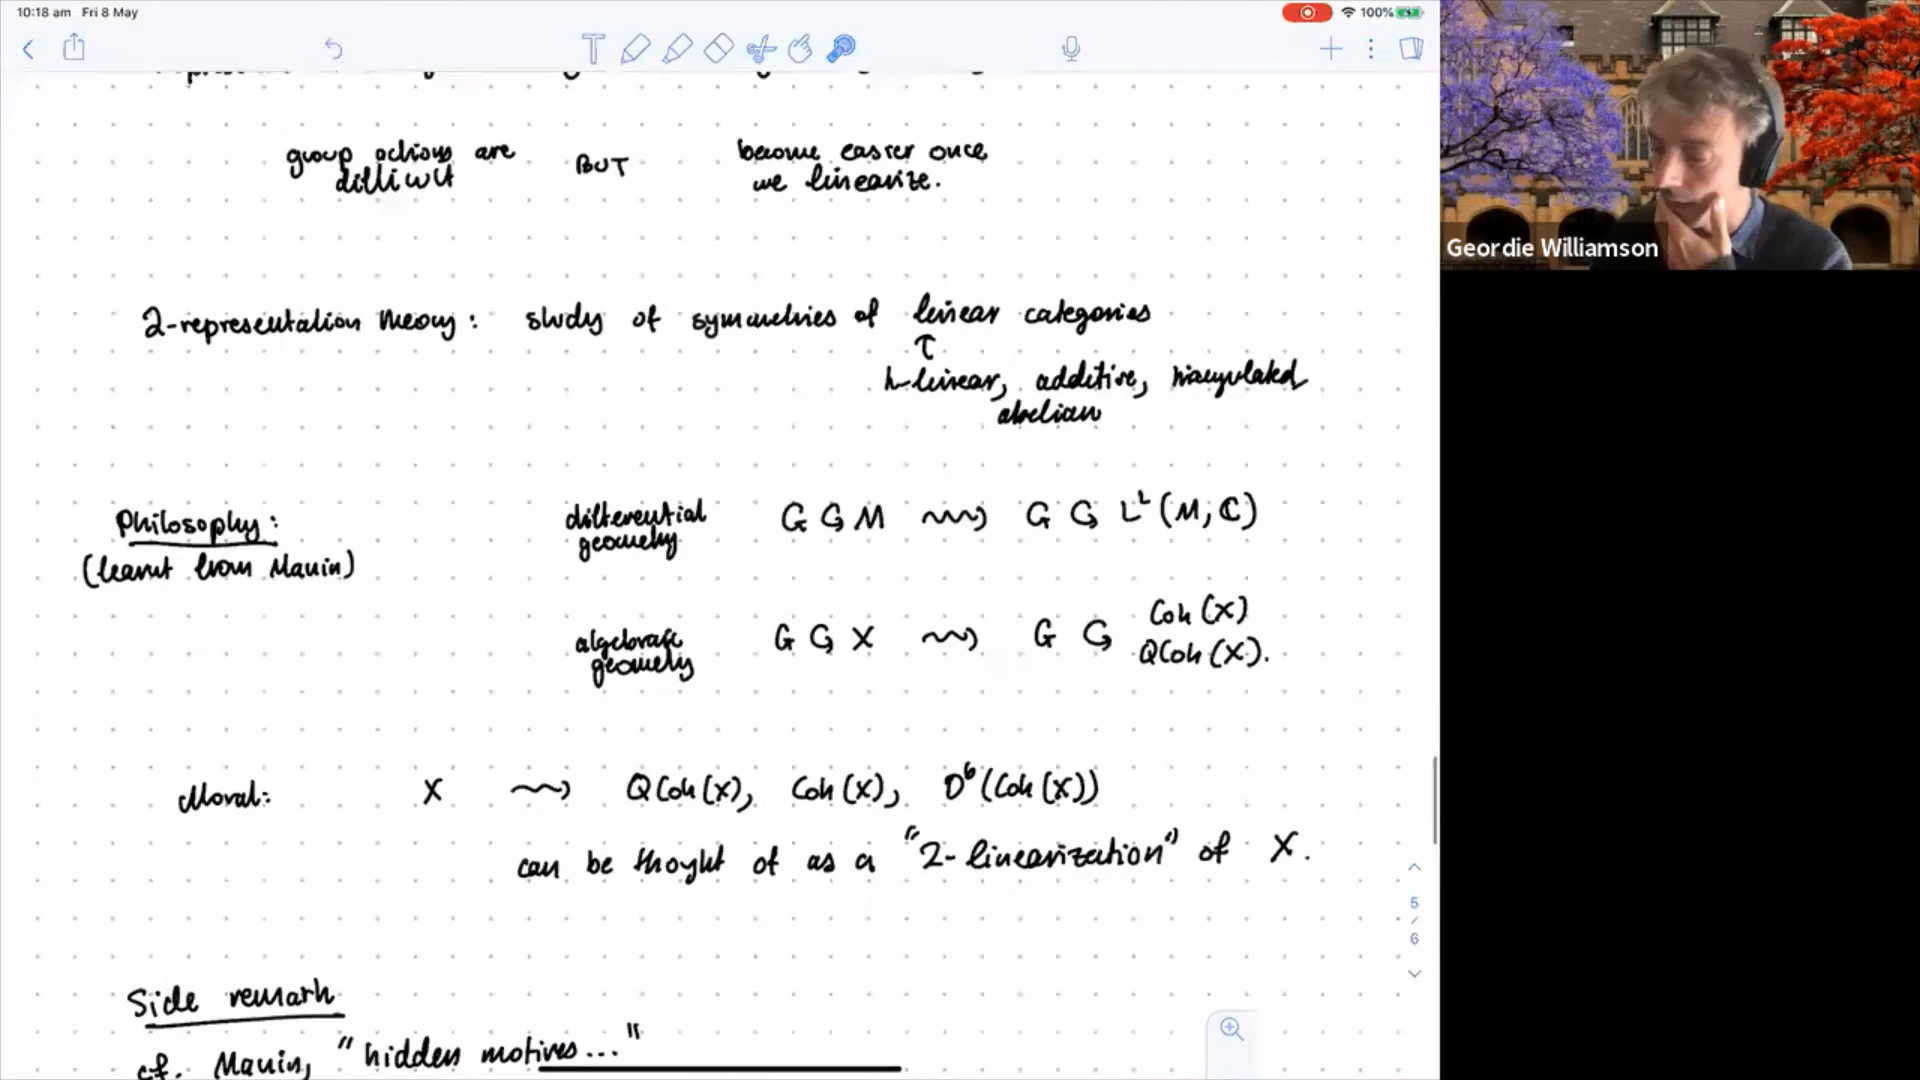 10:18 am Fri 8 May
100%
group actions are difficult BUT become easier once we linearize.
2-representation theory: study of symmetries of linear categories
k-linear, additive, triangulated
abelian
Philosophy:
(learnt from Manin)
differential geometry G ↻ M ⇝ G ↻ L²(M, ℂ)
algebraic geometry G ↻ X ⇝ G ↻ Coh(X)
QCoh(X).
Moral: X ⇝ QCoh(X), Coh(X), Dᵇ(Coh(X))
can be thoyht of as a "2-linearization" of X.
Side remark
cf. Manin, "hidden motives..."
5
/
6
Geordie Williamson